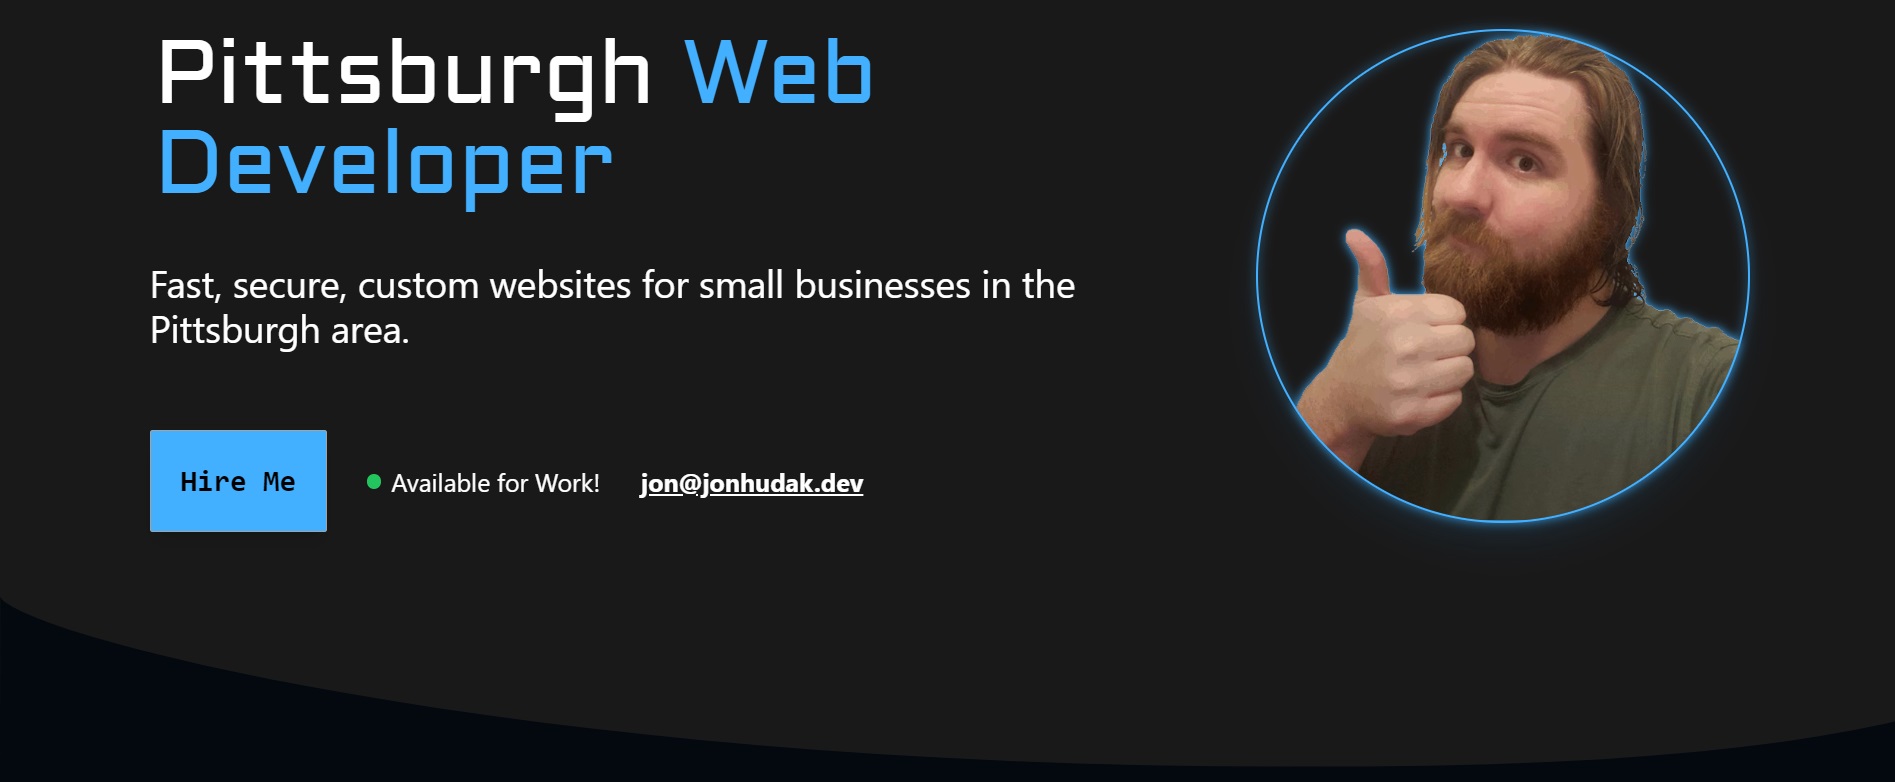 Pittsburgh Web
Developer
Fast, secure, custom websites for small businesses in the
Pittsburgh area.
Hire Me
Available for Work!
jon@jonhudak.dev